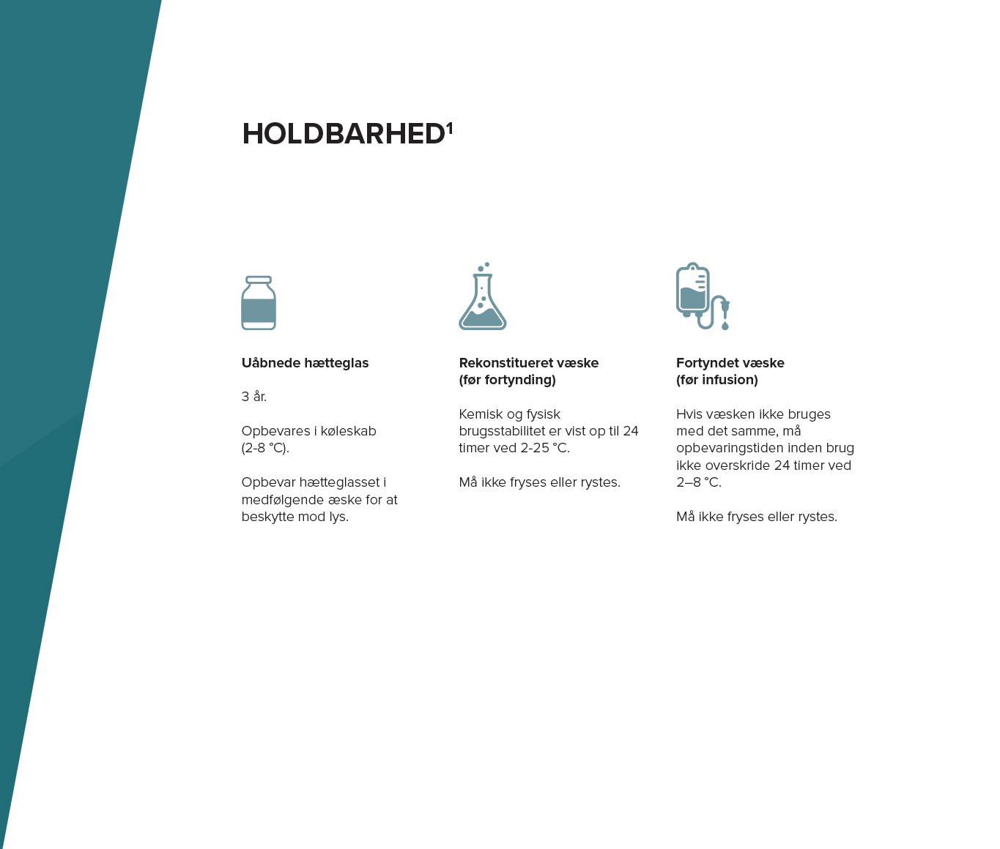 HOLDBARHED¹
Uåbnede hætteglas
3 år.
Opbevares i køleskab
(2-8 °C).
Opbevar hætteglasset i
medfølgende æske for at
beskytte mod lys.
Rekonstitueret væske
(før fortynding)
Kemisk og fysisk
brugsstabilitet er vist op til 24
timer ved 2-25 °C.
Må ikke fryses eller rystes.
Fortyndet væske
(før infusion)
Hvis væsken ikke bruges
med det samme, må
opbevaringstiden inden brug
ikke overskride 24 timer ved
2–8 °C.
Må ikke fryses eller rystes.